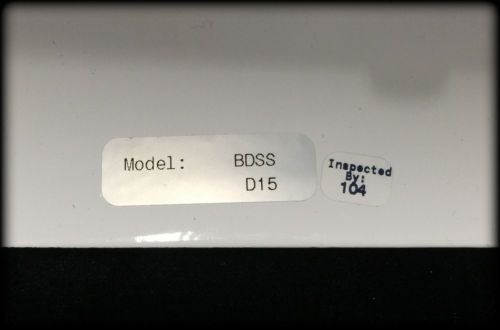 Model: BDSS
D15
Inspected
By:
104